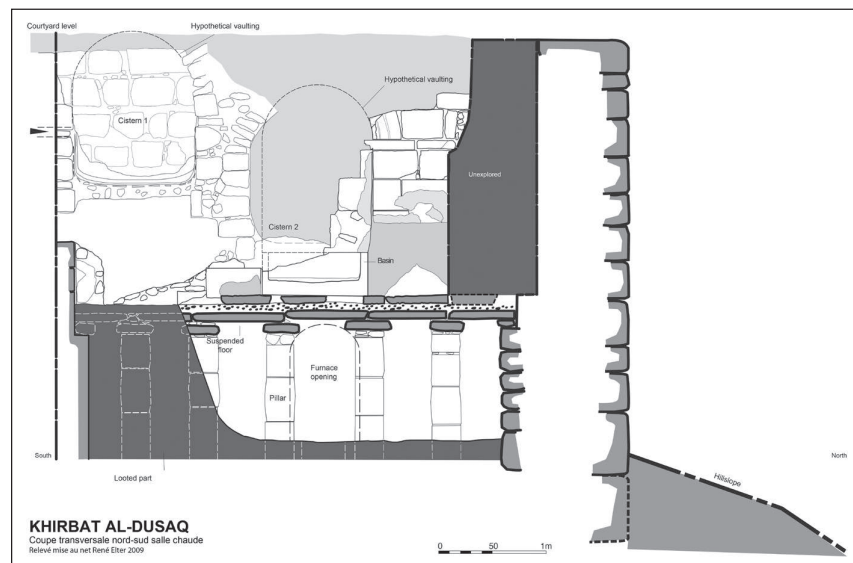 Courtyard level
Hypothetical vaulting
Hypothetical vaulting
Cistern 1
Unexplored
Cistern 2
Basin
Suspended
floor
Furnace
opening
Pillar
South
North
Looted part
Hillslope
KHIRBAT AL-DUSAQ
Coupe transversale nord-sud salle chaude
Relevé mise au net René Elter 2009
0 50 1m